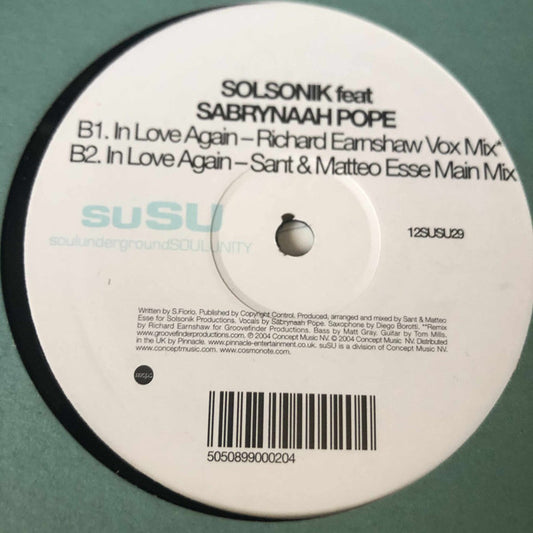 SOLSONIK feat
SABRYNAAH POPE
B1. In Love Again – Richard Earnshaw Vox Mix*
B2. In Love Again – Sant & Matteo Esse Main Mix
suSU
soulundergroundSOULUNITY
12SUSU29
Written by S.Fiorio. Published by Copyright Control. Produced, arranged and mixed by Sant & Matteo
Esse for Solsonik Productions. Vocals by Sabrynaah Pope. Saxophone by Diego Borotti. **Remix
by Richard Earnshaw for Groovefinder Productions. Bass by Matt Gray. Guitar by Tom Mills.
www.groovefinderproductions.com. ℗ 2004 Concept Music NV. © 2004 Concept Music NV. Distributed
in the UK by Pinnacle. www.pinnacle-entertainment.co.uk. suSU is a division of Concept Music NV.
www.conceptmusic.com. www.cosmonote.com.
5050899000204